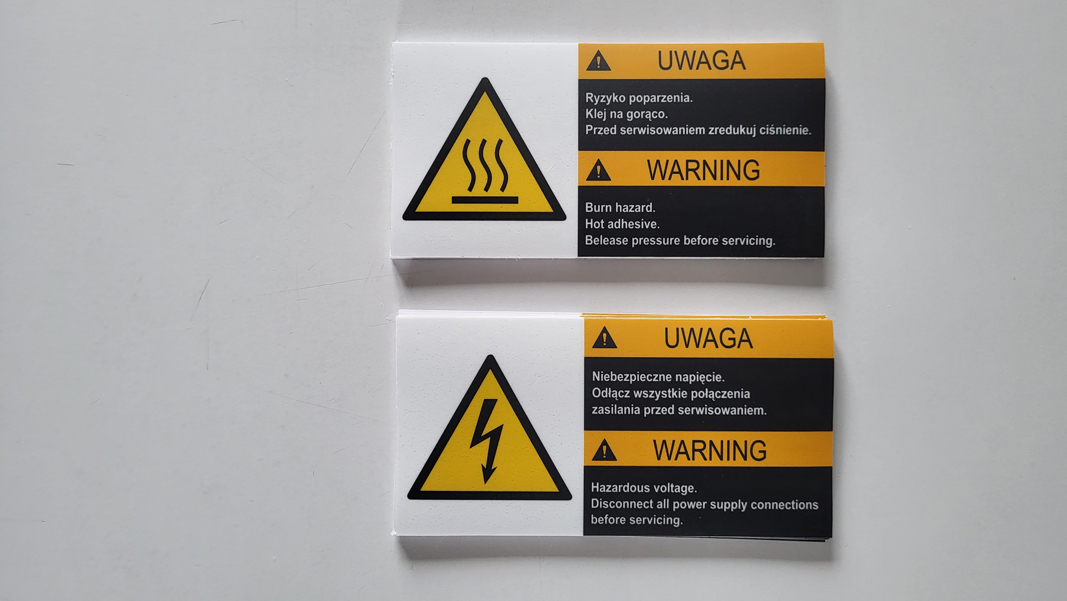 UWAGA
Ryzyko poparzenia.
Klej na gorąco.
Przed serwisowaniem zredukuj ciśnienie.
WARNING
Burn hazard.
Hot adhesive.
Belease pressure before servicing.
UWAGA
Niebezpieczne napięcie.
Odłącz wszystkie połączenia
zasilania przed serwisowaniem.
WARNING
Hazardous voltage.
Disconnect all power supply connections
before servicing.